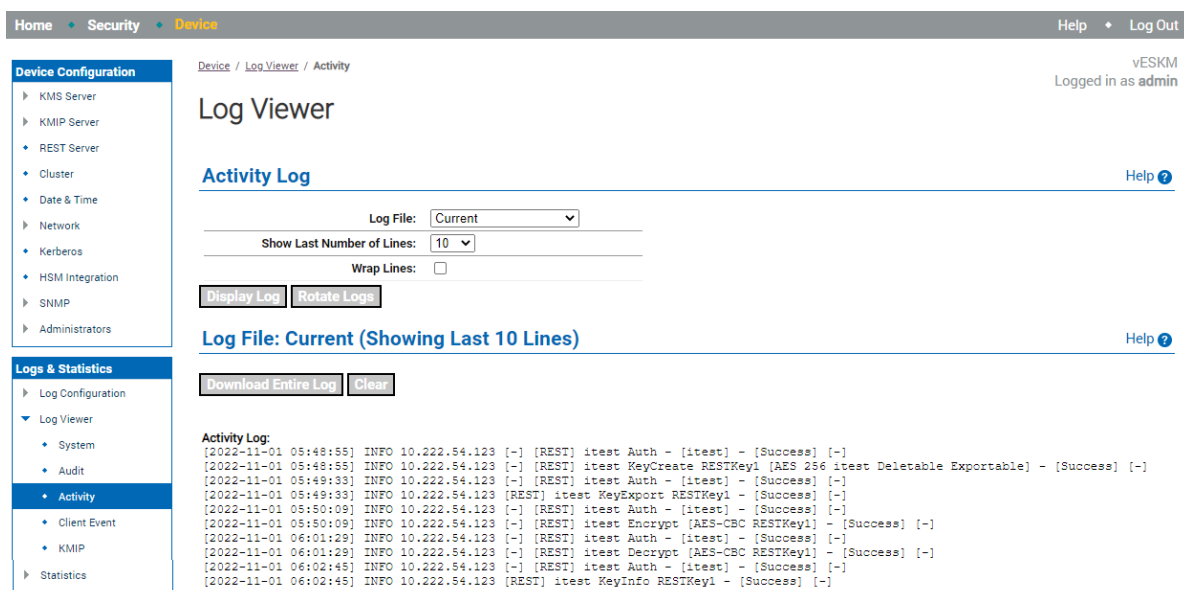 Home Security Device Help Log Out
vESKM
Logged in as admin
Device Configuration
KMS Server
KMIP Server
REST Server
Cluster
Date & Time
Network
Kerberos
HSM Integration
SNMP
Administrators
Logs & Statistics
Log Configuration
Log Viewer
System
Audit
Activity
Client Event
KMIP
Statistics
Device / Log Viewer / Activity
Log Viewer
Activity Log Help ?
Log File: Current
Show Last Number of Lines: 10
Wrap Lines:
Display Log Rotate Logs
Log File: Current (Showing Last 10 Lines) Help ?
Download Entire Log Clear
Activity Log:
[2022-11-01 05:48:55] INFO 10.222.54.123 [-] [REST] itest Auth - [itest] - [Success] [-]
[2022-11-01 05:48:55] INFO 10.222.54.123 [-] [REST] itest KeyCreate RESTKey1 [AES 256 itest Deletable Exportable] - [Success] [-]
[2022-11-01 05:49:33] INFO 10.222.54.123 [-] [REST] itest Auth - [itest] - [Success] [-]
[2022-11-01 05:49:33] INFO 10.222.54.123 [REST] itest KeyExport RESTKey1 - [Success] [-]
[2022-11-01 05:50:09] INFO 10.222.54.123 [-] [REST] itest Auth - [itest] - [Success] [-]
[2022-11-01 05:50:09] INFO 10.222.54.123 [-] [REST] itest Encrypt [AES-CBC RESTKey1] - [Success] [-]
[2022-11-01 06:01:29] INFO 10.222.54.123 [-] [REST] itest Auth - [itest] - [Success] [-]
[2022-11-01 06:01:29] INFO 10.222.54.123 [-] [REST] itest Decrypt [AES-CBC RESTKey1] - [Success] [-]
[2022-11-01 06:02:45] INFO 10.222.54.123 [-] [REST] itest Auth - [itest] - [Success] [-]
[2022-11-01 06:02:45] INFO 10.222.54.123 [REST] itest KeyInfo RESTKey1 - [Success] [-]